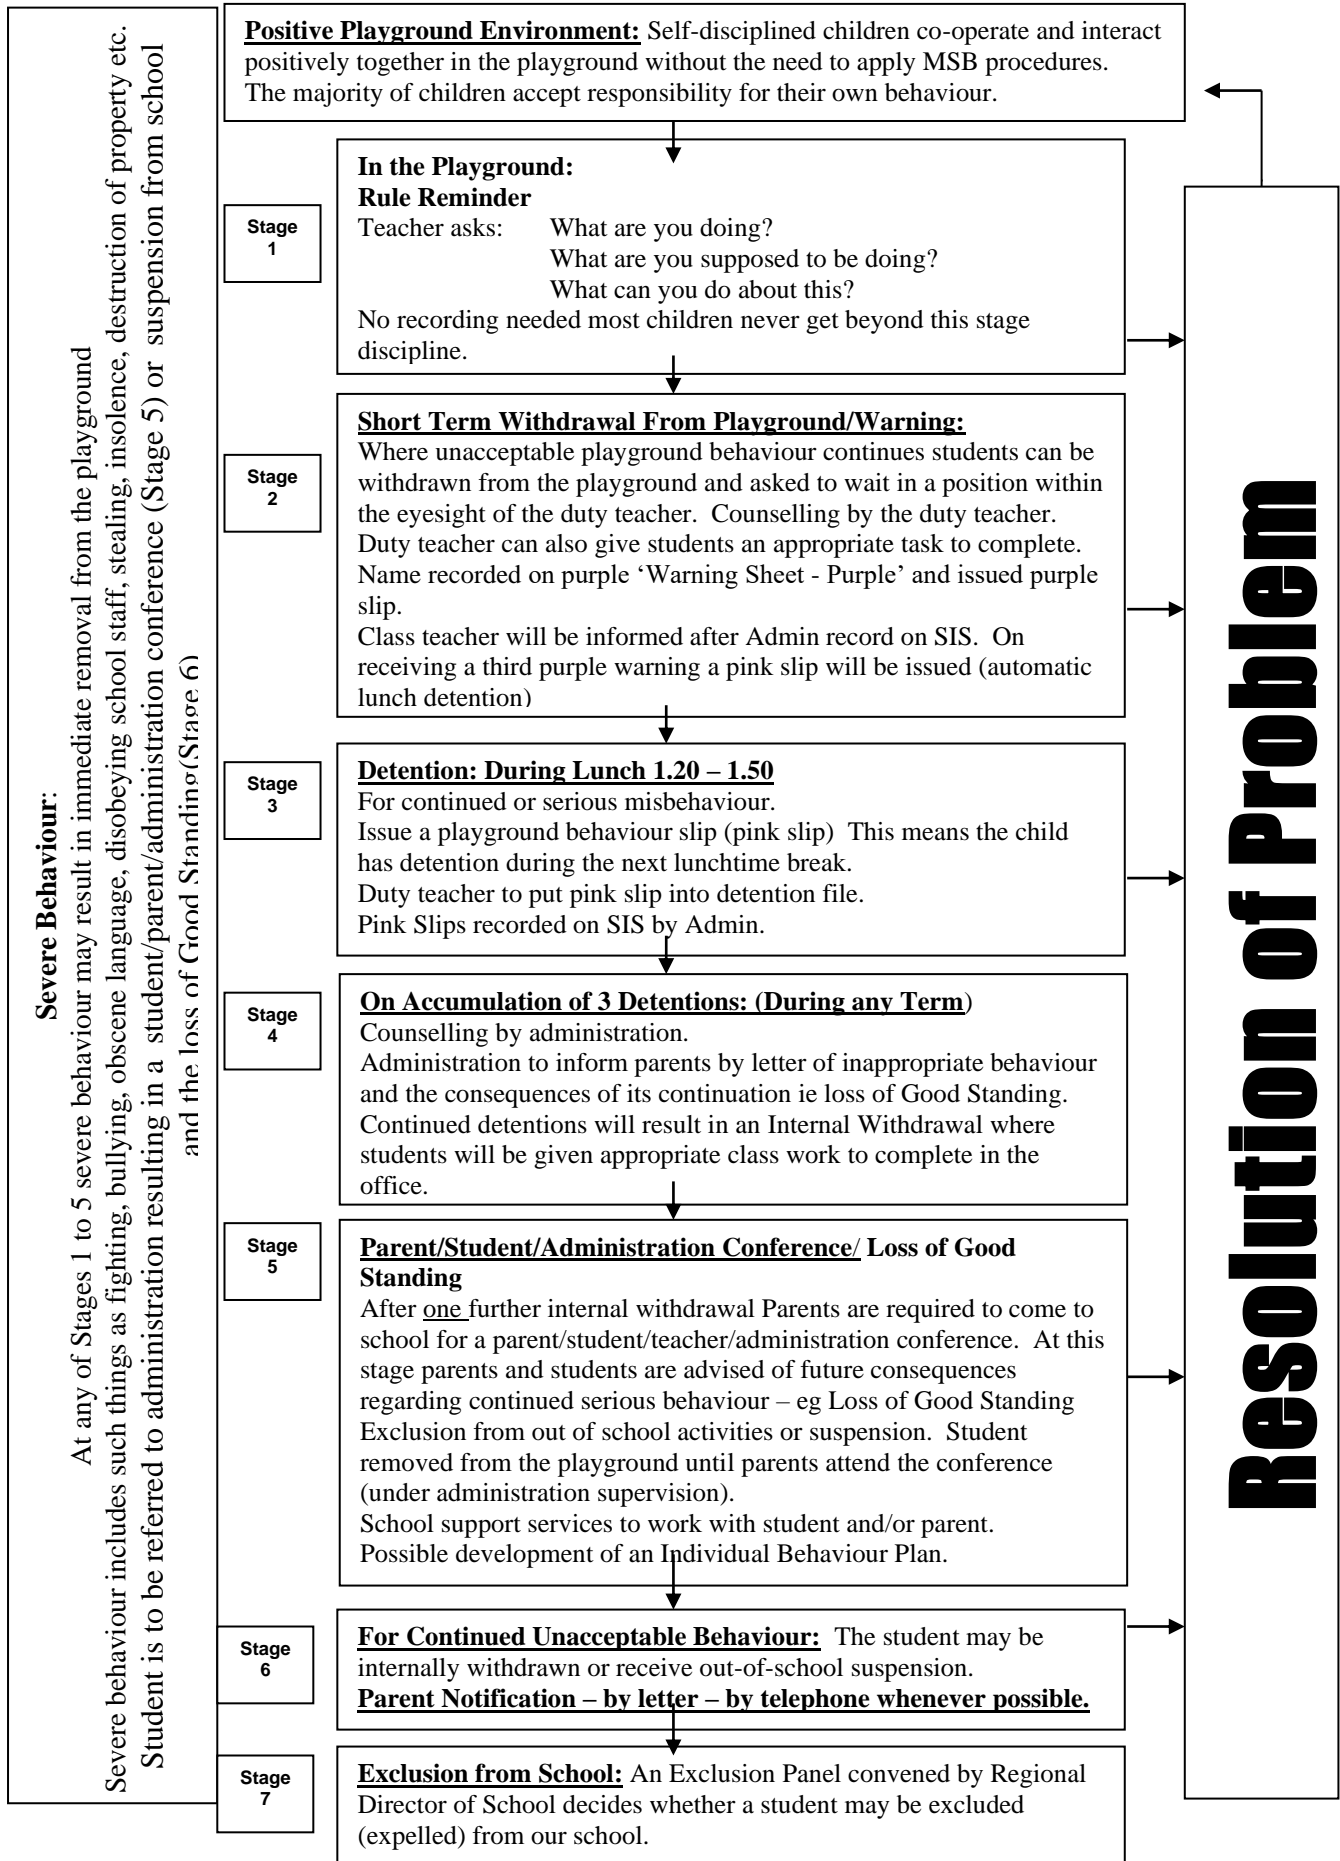 Severe Behaviour:
At any of Stages 1 to 5 severe behaviour may result in immediate removal from the playground
Severe behaviour includes such things as fighting, bullying, obscene language, disobeying school staff, stealing, insolence, destruction of property etc.
Student is to be referred to administration resulting in a student/parent/administration conference (Stage 5) or suspension from school
and the loss of Good Standing(Stage 6)
Positive Playground Environment: Self-disciplined children co-operate and interact
positively together in the playground without the need to apply MSB procedures.
The majority of children accept responsibility for their own behaviour.
Stage
1
In the Playground:
Rule Reminder
Teacher asks: What are you doing?
What are you supposed to be doing?
What can you do about this?
No recording needed most children never get beyond this stage
discipline.
Stage
2
Short Term Withdrawal From Playground/Warning:
Where unacceptable playground behaviour continues students can be
withdrawn from the playground and asked to wait in a position within
the eyesight of the duty teacher. Counselling by the duty teacher.
Duty teacher can also give students an appropriate task to complete.
Name recorded on purple ‘Warning Sheet - Purple’ and issued purple
slip.
Class teacher will be informed after Admin record on SIS. On
receiving a third purple warning a pink slip will be issued (automatic
lunch detention)
Stage
3
Detention: During Lunch 1.20 – 1.50
For continued or serious misbehaviour.
Issue a playground behaviour slip (pink slip) This means the child
has detention during the next lunchtime break.
Duty teacher to put pink slip into detention file.
Pink Slips recorded on SIS by Admin.
Stage
4
On Accumulation of 3 Detentions: (During any Term)
Counselling by administration.
Administration to inform parents by letter of inappropriate behaviour
and the consequences of its continuation ie loss of Good Standing.
Continued detentions will result in an Internal Withdrawal where
students will be given appropriate class work to complete in the
office.
Stage
5
Parent/Student/Administration Conference/ Loss of Good
Standing
After one further internal withdrawal Parents are required to come to
school for a parent/student/teacher/administration conference. At this
stage parents and students are advised of future consequences
regarding continued serious behaviour – eg Loss of Good Standing
Exclusion from out of school activities or suspension. Student
removed from the playground until parents attend the conference
(under administration supervision).
School support services to work with student and/or parent.
Possible development of an Individual Behaviour Plan.
Stage
6
For Continued Unacceptable Behaviour: The student may be
internally withdrawn or receive out-of-school suspension.
Parent Notification – by letter – by telephone whenever possible.
Stage
7
Exclusion from School: An Exclusion Panel convened by Regional
Director of School decides whether a student may be excluded
(expelled) from our school.
Resolution of Problem